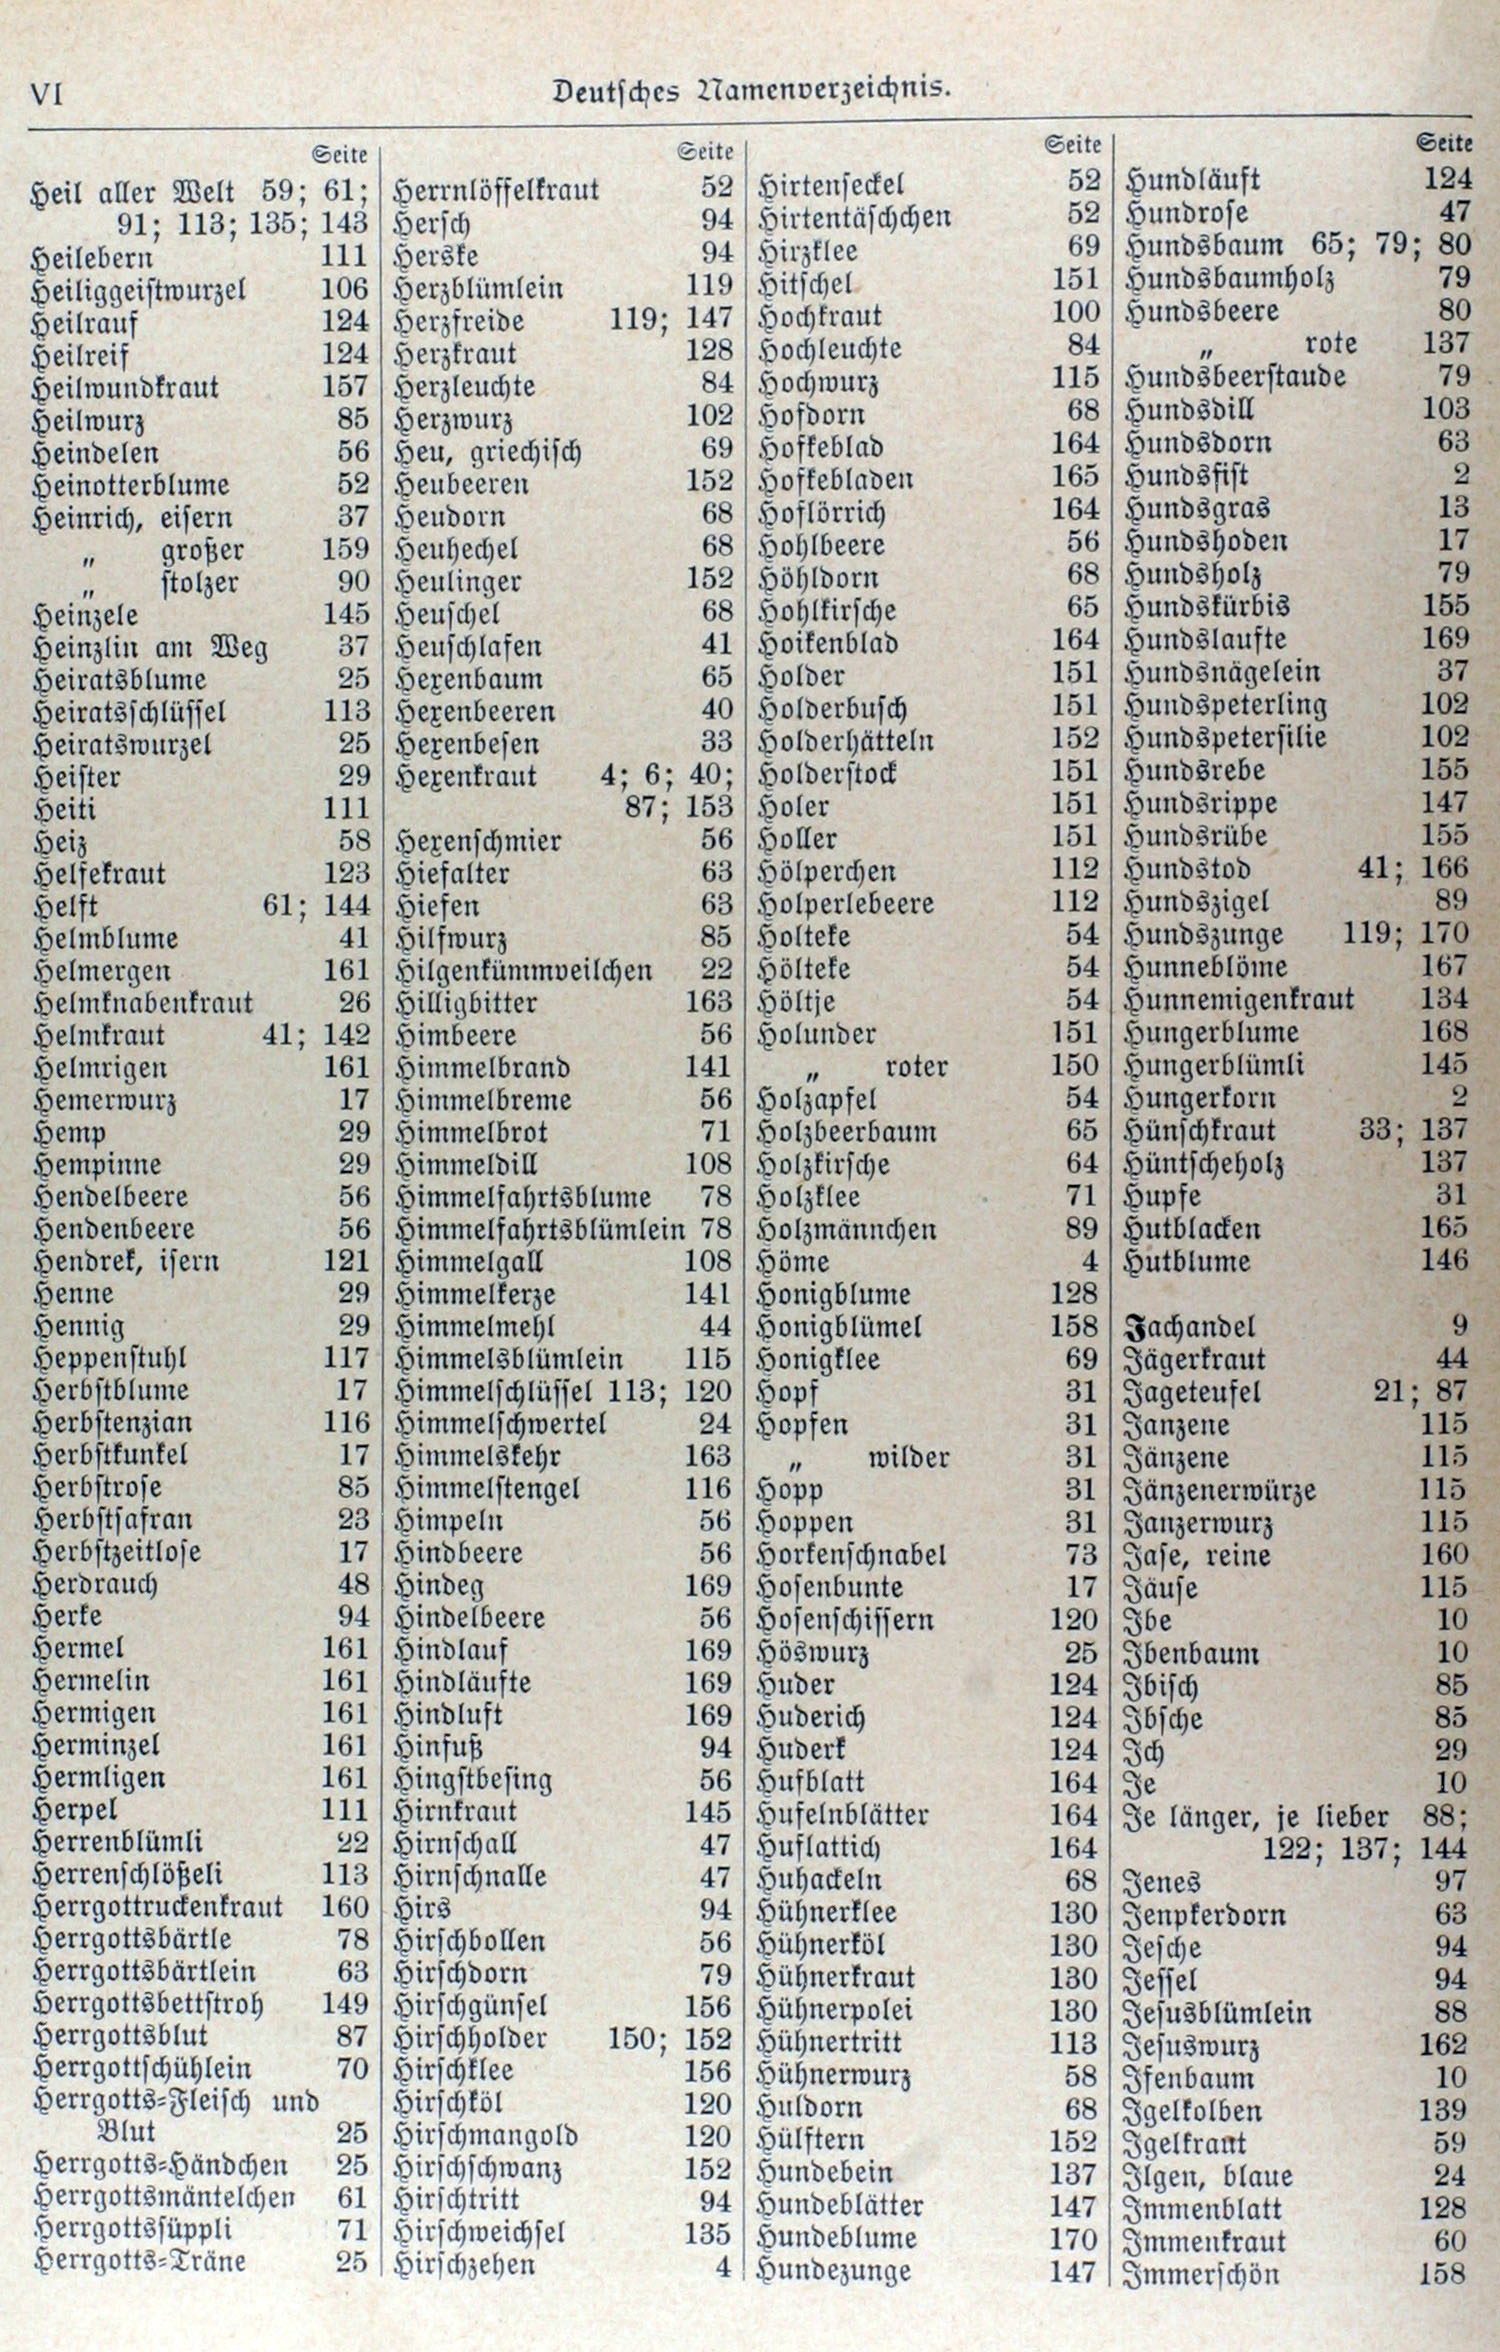 VI
Deutsches Namenverzeichnis.
Seite
Heil aller Welt 59; 61;
91; 113; 135; 143
Heilebern 111
Heiliggeistwurzel 106
Heilrauf 124
Heilreif 124
Heilwundkraut 157
Heilwurz 85
Heindelen 56
Heinotterblume 52
Heinrich, eisern 37
„ großer 159
„ stolzer 90
Heinzele 145
Heinzlin am Weg 37
Heiratsblume 25
Heiratsschlüssel 113
Heiratswurzel 25
Heister 29
Heiti 111
Heiz 58
Helfekraut 123
Helft 61; 144
Helmblume 41
Helmergen 161
Helmknabenkraut 26
Helmkraut 41; 142
Helmrigen 161
Hemerwurz 17
Hemp 29
Hempinne 29
Hendelbeere 56
Hendenbeere 56
Hendrek, isern 121
Henne 29
Hennig 29
Heppenstuhl 117
Herbstblume 17
Herbstenzian 116
Herbstkunkel 17
Herbstrose 85
Herbstsafran 23
Herbstzeitlose 17
Herdrauch 48
Herke 94
Hermel 161
Hermelin 161
Hermigen 161
Herminzel 161
Hermligen 161
Herpel 111
Herrenblümli 22
Herrenschlößeli 113
Herrgottruckenkraut 160
Herrgottsbärtle 78
Herrgottsbärtlein 63
Herrgottsbettstroh 149
Herrgottsblut 87
Herrgottschühlein 70
Herrgotts-Fleisch und
Blut 25
Herrgotts-Händchen 25
Herrgottsmäntelchen 61
Herrgottssüppli 71
Herrgotts-Träne 25
Seite
Herrnlöffelkraut 52
Hersch 94
Herske 94
Herzblümlein 119
Herzfreide 119; 147
Herzkraut 128
Herzleuchte 84
Herzwurz 102
Heu, griechisch 69
Heubeeren 152
Heudorn 68
Heuhechel 68
Heulinger 152
Heuschel 68
Heuschlafen 41
Hexenbaum 65
Hexenbeeren 40
Hexenbesen 33
Hexenkraut 4; 6; 40;
87; 153
Hexenschmier 56
Hiefalter 63
Hiefen 63
Hilfwurz 85
Hilgenkümmveilchen 22
Hilligbitter 163
Himbeere 56
Himmelbrand 141
Himmelbreme 56
Himmelbrot 71
Himmeldill 108
Himmelfahrtsblume 78
Himmelfahrtsblümlein 78
Himmelgall 108
Himmelkerze 141
Himmelmehl 44
Himmelsblümlein 115
Himmelschlüssel 113; 120
Himmelschwertel 24
Himmelskehr 163
Himmelstengel 116
Himpeln 56
Hindbeere 56
Hindeg 169
Hindelbeere 56
Hindlauf 169
Hindläufte 169
Hindluft 169
Hinfuß 94
Hingstbesing 56
Hirnkraut 145
Hirnschall 47
Hirnschnalle 47
Hirs 94
Hirschbollen 56
Hirschdorn 79
Hirschgünsel 156
Hirschholder 150; 152
Hirschklee 156
Hirschköl 120
Hirschmangold 120
Hirschschwanz 152
Hirschtritt 94
Hirschweichsel 135
Hirschzehen 4
Seite
Hirtenseckel 52
Hirtentäschchen 52
Hirzklee 69
Hitschel 151
Hochkraut 100
Hochleuchte 84
Hochwurz 115
Hofdorn 68
Hofkeblad 164
Hofkebladen 165
Hoflörrich 164
Hohlbeere 56
Höhldorn 68
Hohlkirsche 65
Hoikenblad 164
Holder 151
Holderbusch 151
Holderhätteln 152
Holderstock 151
Holer 151
Holler 151
Hölperchen 112
Holperlebeere 112
Holteke 54
Hölteke 54
Höltje 54
Holunder 151
„ roter 150
Holzapfel 54
Holzbeerbaum 65
Holzkirsche 64
Holzklee 71
Holzmännchen 89
Höme 4
Honigblume 128
Honigblümel 158
Honigklee 69
Hopf 31
Hopfen 31
„ wilder 31
Hopp 31
Hoppen 31
Horkenschnabel 73
Hosenbunte 17
Hosenschissern 120
Höswurz 25
Huder 124
Huderich 124
Huderk 124
Hufblatt 164
Hufelnblätter 164
Huflattich 164
Huhackeln 68
Hühnerklee 130
Hühnerköl 130
Hühnerkraut 130
Hühnerpolei 130
Hühnertritt 113
Hühnerwurz 58
Huldorn 68
Hülftern 152
Hundebein 137
Hundeblätter 147
Hundeblume 170
Hundezunge 147
Seite
Hundläuft 124
Hundrose 47
Hundsbaum 65; 79; 80
Hundsbaumholz 79
Hundsbeere 80
„ rote 137
Hundsbeerstaude 79
Hundsdill 103
Hundsdorn 63
Hundsfist 2
Hundsgras 13
Hundshoden 17
Hundsholz 79
Hundskürbis 155
Hundslaufte 169
Hundsnägelein 37
Hundspeterling 102
Hundspetersilie 102
Hundsrebe 155
Hundsrippe 147
Hundsrübe 155
Hundstod 41; 166
Hundszigel 89
Hundszunge 119; 170
Hunneblöme 167
Hunnemigenkraut 134
Hungerblume 168
Hungerblümli 145
Hungerkorn 2
Hünschkraut 33; 137
Hüntscheholz 137
Hupfe 31
Hutblacken 165
Hutblume 146
Jachandel 9
Jägerkraut 44
Jageteufel 21; 87
Janzene 115
Jänzene 115
Jänzenerwürze 115
Janzerwurz 115
Jase, reine 160
Jäuse 115
Ibe 10
Ibenbaum 10
Ibisch 85
Ibsche 85
Ich 29
Je 10
Je länger, je lieber 88;
122; 137; 144
Jenes 97
Jenpkerdorn 63
Jesche 94
Jessel 94
Jesusblümlein 88
Jesuswurz 162
Ifenbaum 10
Igelkolben 139
Igelkraut 59
Ilgen, blaue 24
Immenblatt 128
Immenkraut 60
Immerschön 158